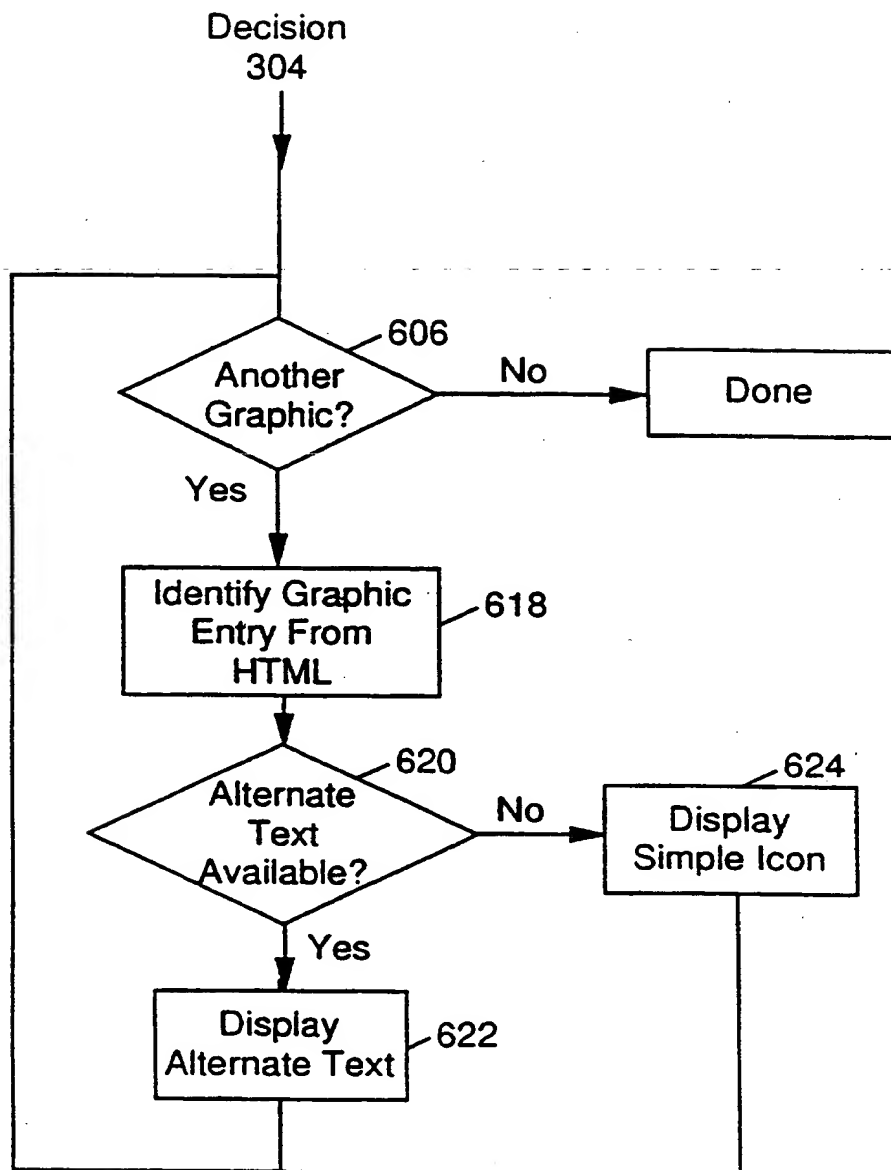 Decision
304
606
Another
Graphic?
No
Done
Yes
Identify Graphic
Entry From
HTML
618
620
Alternate
Text
Available?
No
624
Display
Simple Icon
Yes
Display
Alternate Text
622